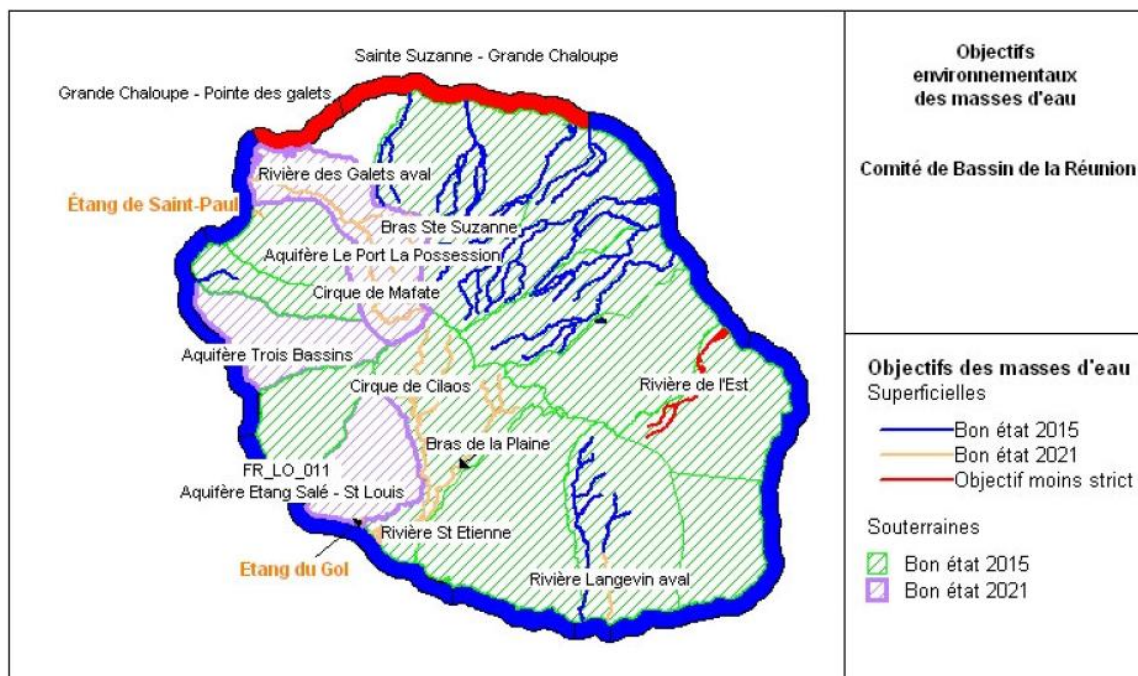 Sainte Suzanne - Grande Chaloupe
Grande Chaloupe - Pointe des galets
Rivière des Galets aval
Étang de Saint-Paul
Bras Ste Suzanne
Aquifère Le Port La Possession
Cirque de Mafate
Aquifère Trois Bassins
Cirque de Cilaos
Rivière de l'Est
Bras de la Plaine
FR_LO_011
Aquifère Etang Salé - St Louis
Rivière St Etienne
Etang du Gol
Rivière Langevin aval
Objectifs
environnementaux
des masses d'eau
Comité de Bassin de la Réunion
Objectifs des masses d'eau
Superficielles
Bon état 2015
Bon état 2021
Objectif moins strict
Souterraines
Bon état 2015
Bon état 2021